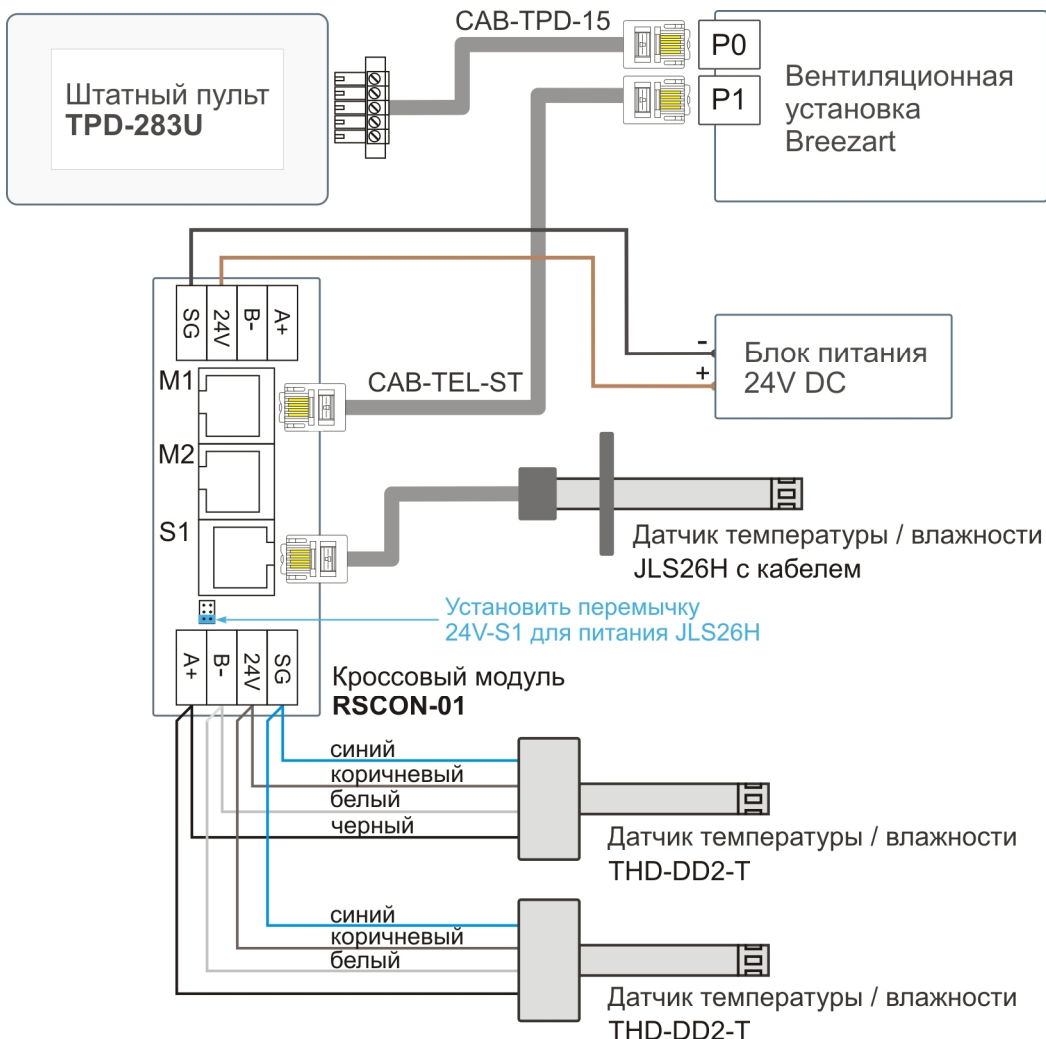 CAB-TPD-15
Штатный пульт
TPD-283U
P0
P1
Вентиляционная
установка
Breezart
SG
24V
B-
A+
M1
CAB-TEL-ST
-
+
Блок питания
24V DC
M2
S1
Датчик температуры / влажности
JLS26H с кабелем
Установить перемычку
24V-S1 для питания JLS26H
A+
B-
24V
SG
Кроссовый модуль
RSCON-01
синий
коричневый
белый
черный
Датчик температуры / влажности
THD-DD2-T
синий
коричневый
белый
Датчик температуры / влажности
THD-DD2-T